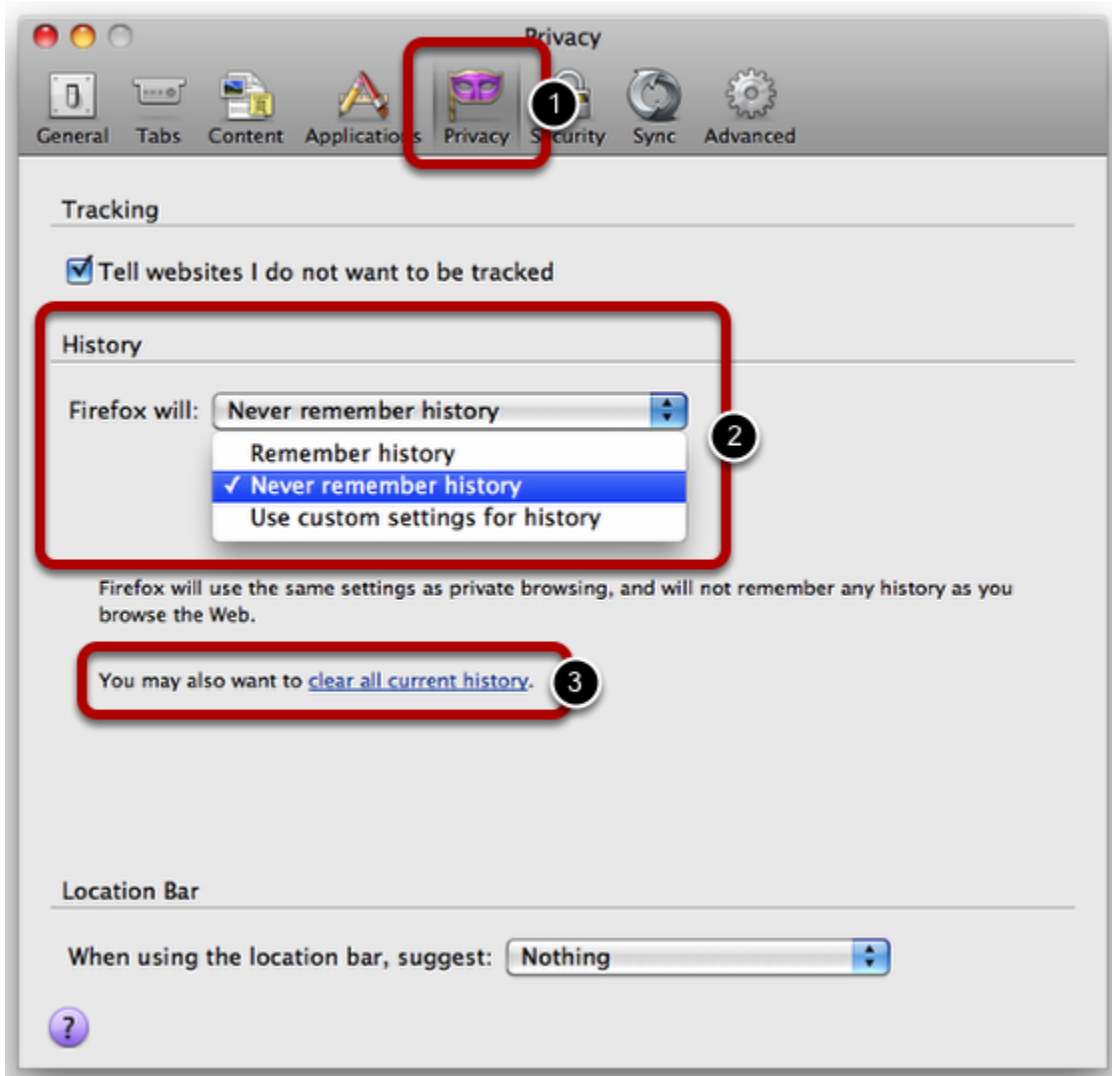 Privacy
General Tabs Content Applications Privacy 1 Security Sync Advanced
Tracking
Tell websites I do not want to be tracked
History
Firefox will: Never remember history
2
Remember history
✓ Never remember history
Use custom settings for history
Firefox will use the same settings as private browsing, and will not remember any history as you
browse the Web.
You may also want to clear all current history. 3
Location Bar
When using the location bar, suggest: Nothing
?